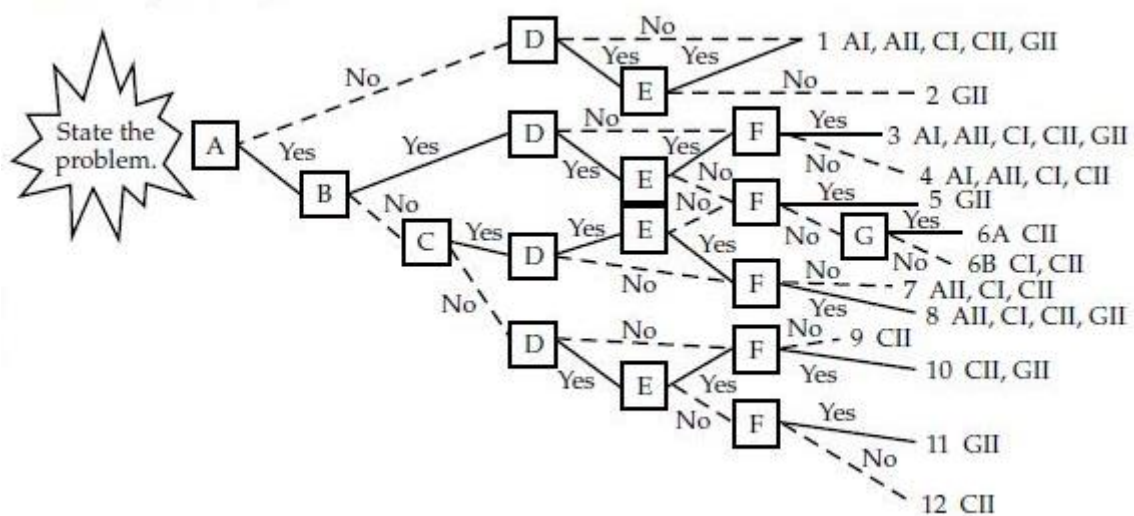 State the
problem.
A
No
Yes
B
Yes
No
C
Yes
No
D
No
Yes
E
Yes
No
1 AI, AII, CI, CII, GII
2 GII
D
No
Yes
E
Yes
No
F
Yes
No
3 AI, AII, CI, CII, GII
4 AI, AII, CI, CII
F
Yes
No
5 GII
G
Yes
No
6A CII
6B CI, CII
D
Yes
No
E
No
Yes
F
No
Yes
7 AII, CI, CII
8 AII, CI, CII, GII
D
No
Yes
E
Yes
No
F
No
Yes
9 CII
10 CII, GII
F
Yes
No
11 GII
12 CII